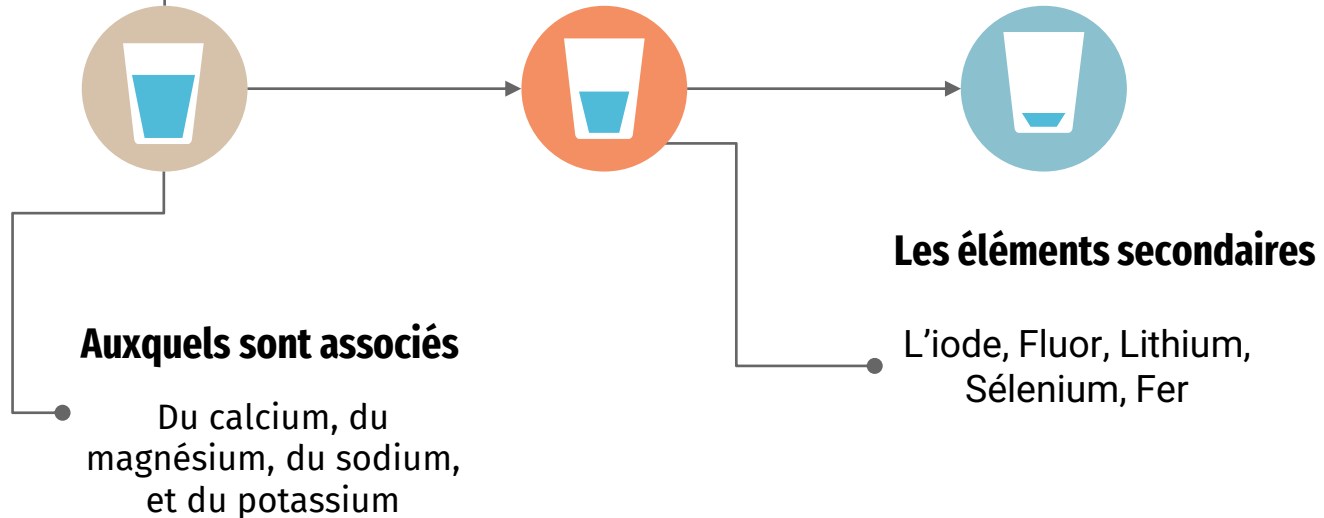 Auxquels sont associés
Du calcium, du
magnésium, du sodium,
et du potassium
Les éléments secondaires
L'iode, Fluor, Lithium,
Sélenium, Fer